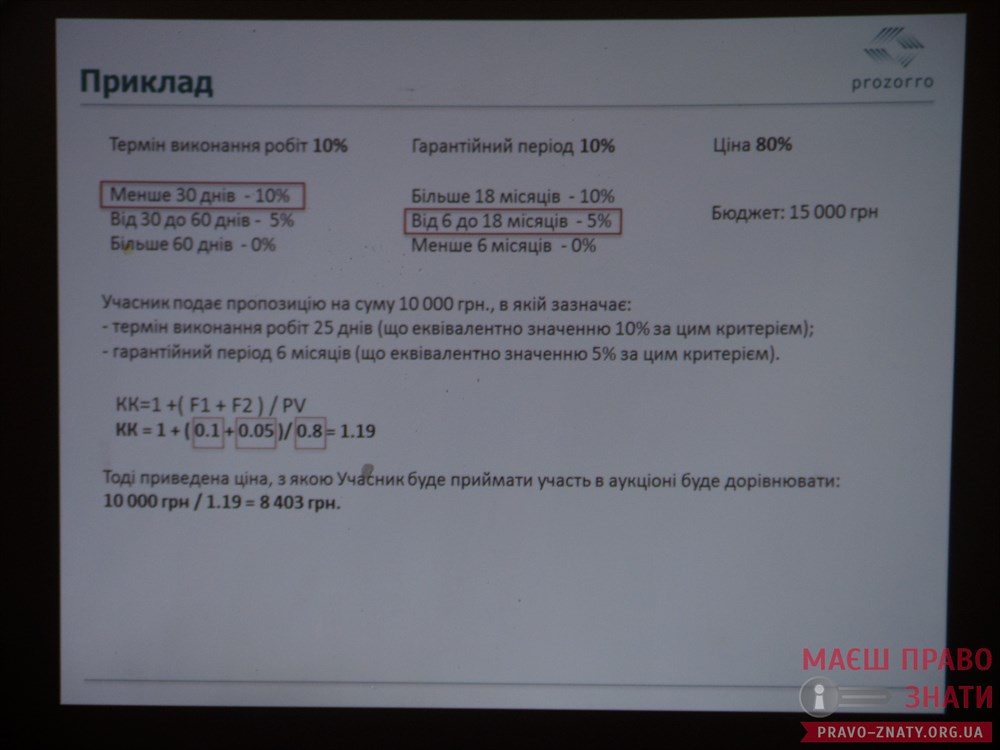 Приклад
prozorro
Термін виконання робіт 10%
Гарантійний період 10%
Ціна 80%
Менше 30 днів - 10%
Від 30 до 60 днів - 5%
Більше 60 днів - 0%
Більше 18 місяців - 10%
Від 6 до 18 місяців - 5%
Менше 6 місяців - 0%
Бюджет: 15 000 грн
Учасник подає пропозицію на суму 10 000 грн., в якій зазначає:
- термін виконання робіт 25 днів (що еквівалентно значенню 10% за цим критерієм);
- гарантійний період 6 місяців (що еквівалентно значенню 5% за цим критерієм).
КК=1 +( F1 + F2 ) / PV
КК = 1 + ( 0.1 + 0.05 )/ 0.8 = 1.19
Тоді приведена ціна, з якою Учасник буде приймати участь в аукціоні буде дорівнювати:
10 000 грн / 1.19 = 8 403 грн.
МАЄШ ПРАВО
ЗНАТИ
PRAVO-ZNATY.ORG.UA